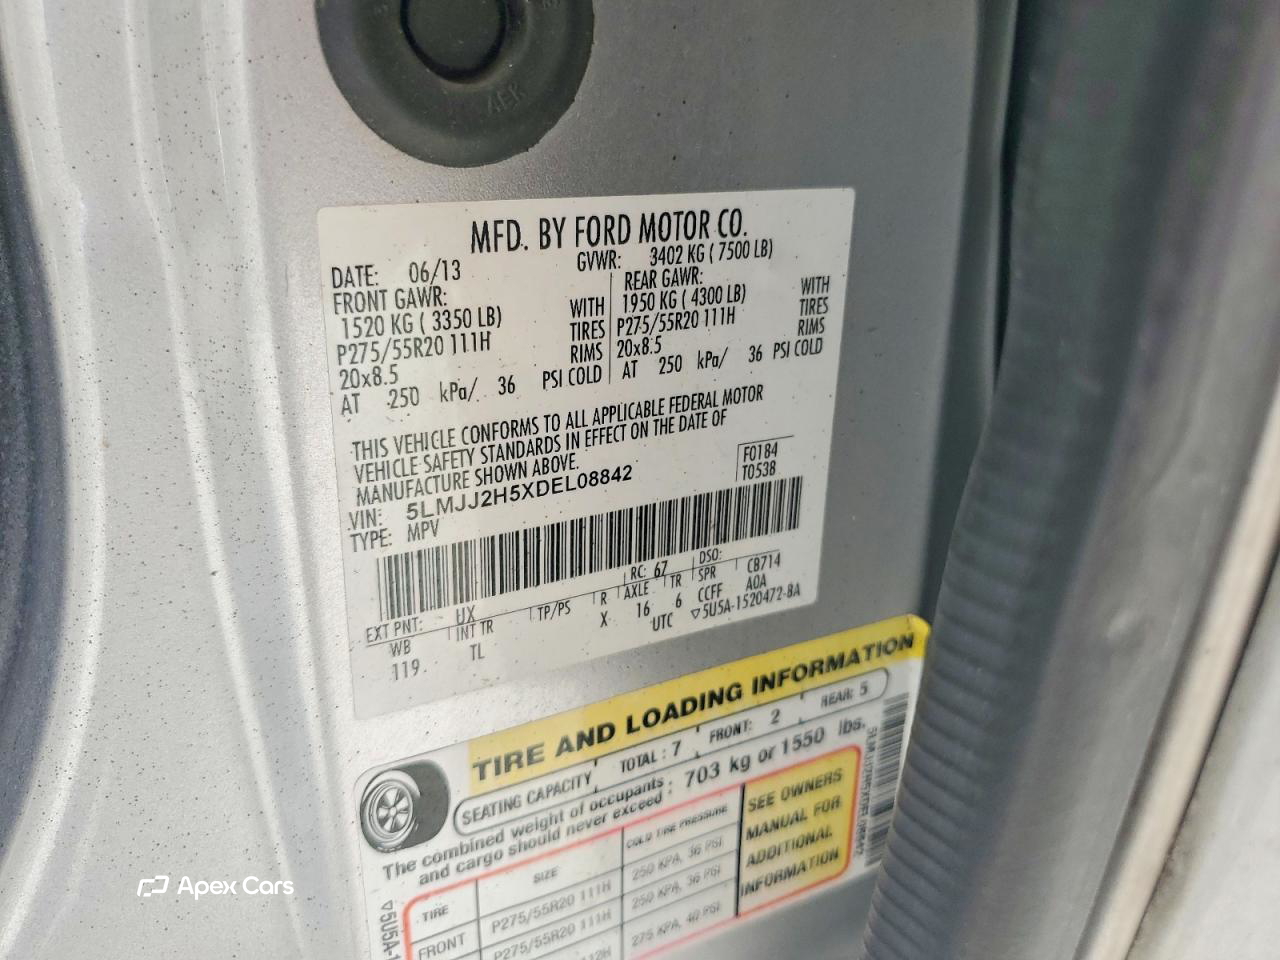 MFD. BY FORD MOTOR CO.
DATE: 06/13
GVWR: 3402 KG ( 7500 LB)
FRONT GAWR:
1520 KG ( 3350 LB)
WITH
P275/55R20 111H
TIRES
20x8.5
RIMS
AT 250 kPa/ 36 PSI COLD
REAR GAWR:
1950 KG ( 4300 LB)
WITH
P275/55R20 111H
TIRES
20x8.5
RIMS
AT 250 kPa/ 36 PSI COLD
THIS VEHICLE CONFORMS TO ALL APPLICABLE FEDERAL MOTOR
VEHICLE SAFETY STANDARDS IN EFFECT ON THE DATE OF
MANUFACTURE SHOWN ABOVE.
F0184
T0538
VIN: 5LMJJ2H5XDEL08842
TYPE: MPV
EXT PNT: UX
RC: 67
DSO:
WB
INT TR
TP/PS
R
AXLE
TR
SPR
CB714
119
TL
X
16
6
CCFF
A0A
UTC
▽5U5A-1520472-BA
TIRE AND LOADING INFORMATION
SEATING CAPACITY
TOTAL: 7
FRONT: 2
REAR: 5
The combined weight of occupants
and cargo should never exceed : 703 kg or 1550 lbs.
TIRE
SIZE
COLD TIRE PRESSURE
FRONT
P275/55R20 111H
250 KPA, 36 PSI
P275/55R20 111H
250 KPA, 36 PSI
275 KPA, 40 PSI
SEE OWNERS
MANUAL FOR
ADDITIONAL
INFORMATION
5LMJJ2H5XDEL08842
▽5U5A-1
Apex Cars